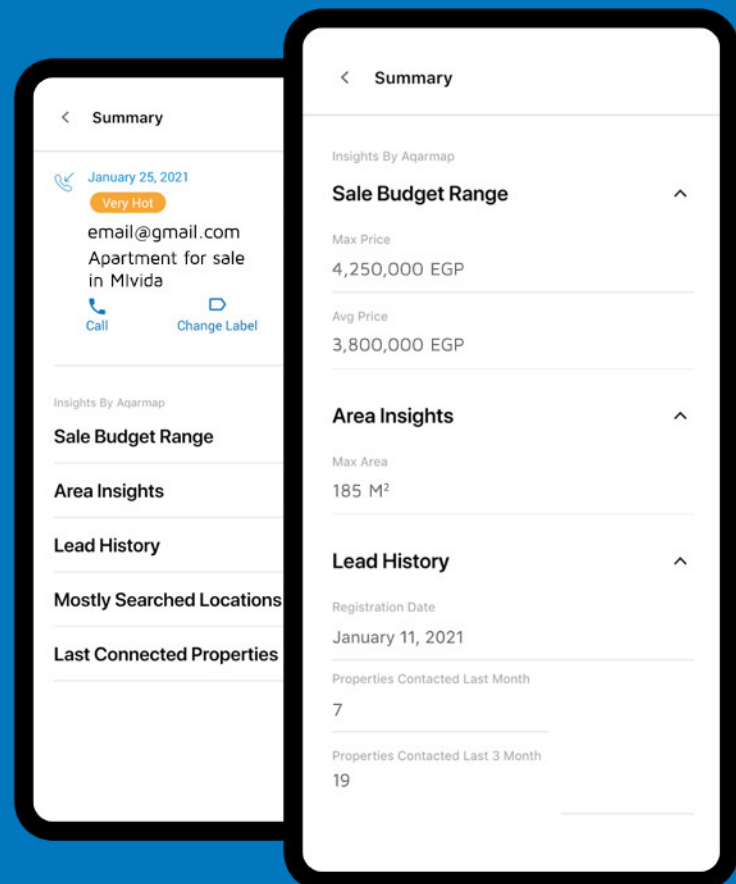 Summary
January 25, 2021
Very Hot
email@gmail.com
Apartment for sale
in MIvida
Call
Change Label
Insights By Aqarmap
Sale Budget Range
Area Insights
Lead History
Mostly Searched Locations
Last Connected Properties
Summary
Insights By Aqarmap
Sale Budget Range
Max Price
4,250,000 EGP
Avg Price
3,800,000 EGP
Area Insights
Max Area
185 M²
Lead History
Registration Date
January 11, 2021
Properties Contacted Last Month
7
Properties Contacted Last 3 Month
19